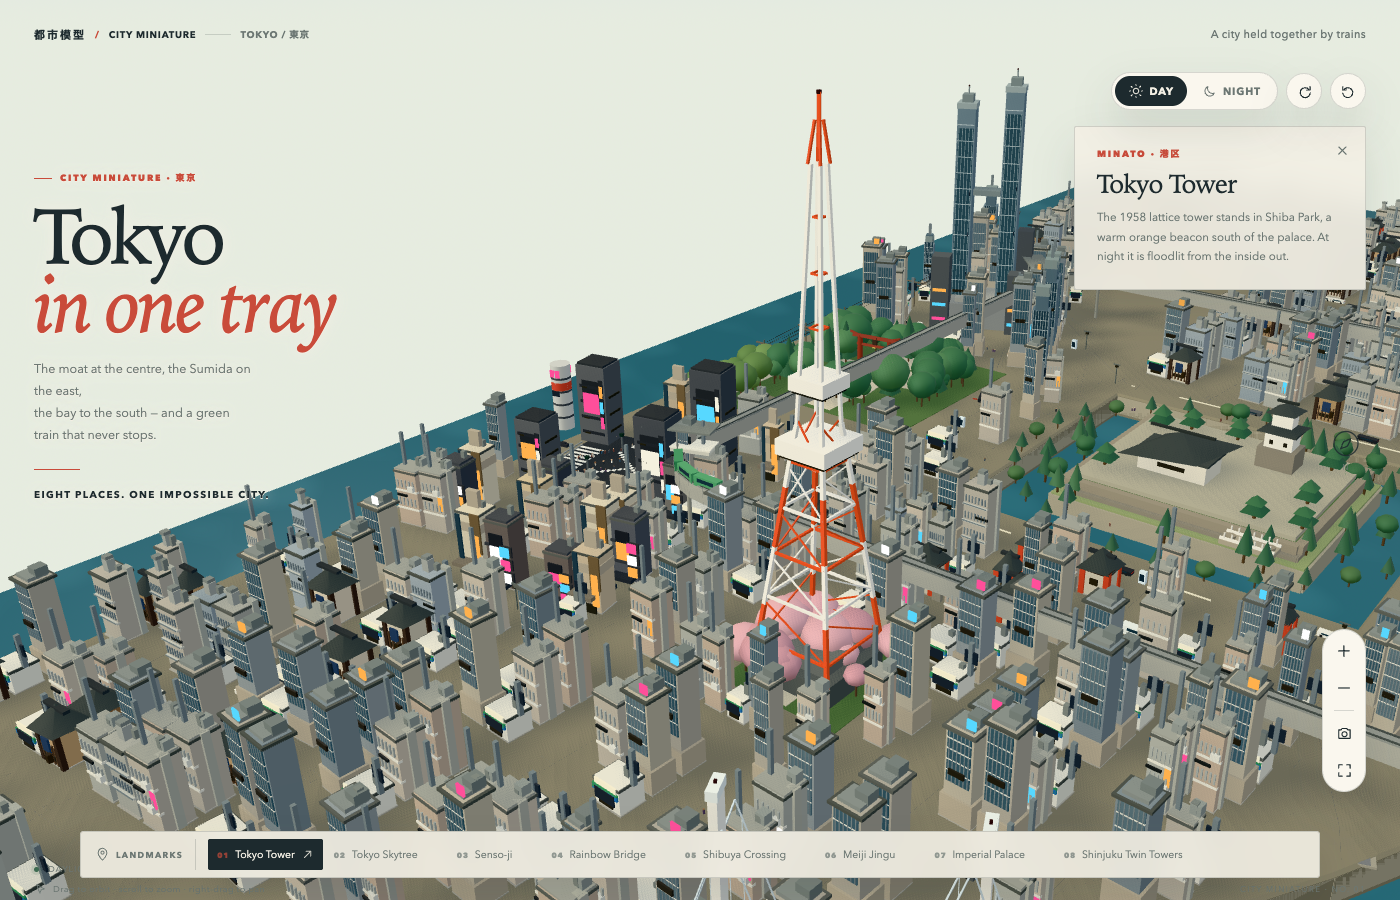 都市模型 / CITY MINIATURE TOKYO / 東京
A city held together by trains
DAY NIGHT
MINATO · 港区
Tokyo Tower
The 1958 lattice tower stands in Shiba Park, a
warm orange beacon south of the palace. At
night it is floodlit from the inside out.
CITY MINIATURE · 東京
Tokyo
in one tray
The moat at the centre, the Sumida on
the east,
the bay to the south — and a green
train that never stops.
EIGHT PLACES. ONE IMPOSSIBLE CITY.
LANDMARKS 01 Tokyo Tower 02 Tokyo Skytree 03 Senso-ji 04 Rainbow Bridge 05 Shibuya Crossing 06 Meiji Jingu 07 Imperial Palace 08 Shinjuku Twin Towers